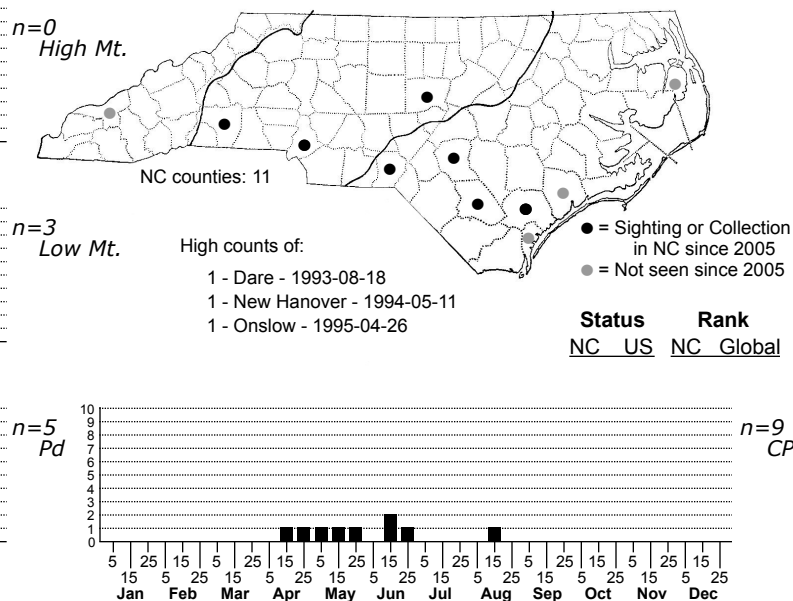 n=0
High Mt.
NC counties: 11
n=3
Low Mt.
High counts of:
1 - Dare - 1993-08-18
1 - New Hanover - 1994-05-11
1 - Onslow - 1995-04-26
= Sighting or Collection
in NC since 2005
= Not seen since 2005
Status Rank
NC US NC Global
n=5
Pd
n=9
CP
10
9
8
7
6
5
4
3
2
1
0
5 25 15 5 25 15 5 25 15 5 25 15 5 25 15 5 25 15
15 5 25 15 5 25 15 5 25 15 5 25 15 5 25 15 5 25
Jan Feb Mar Apr May Jun Jul Aug Sep Oct Nov Dec